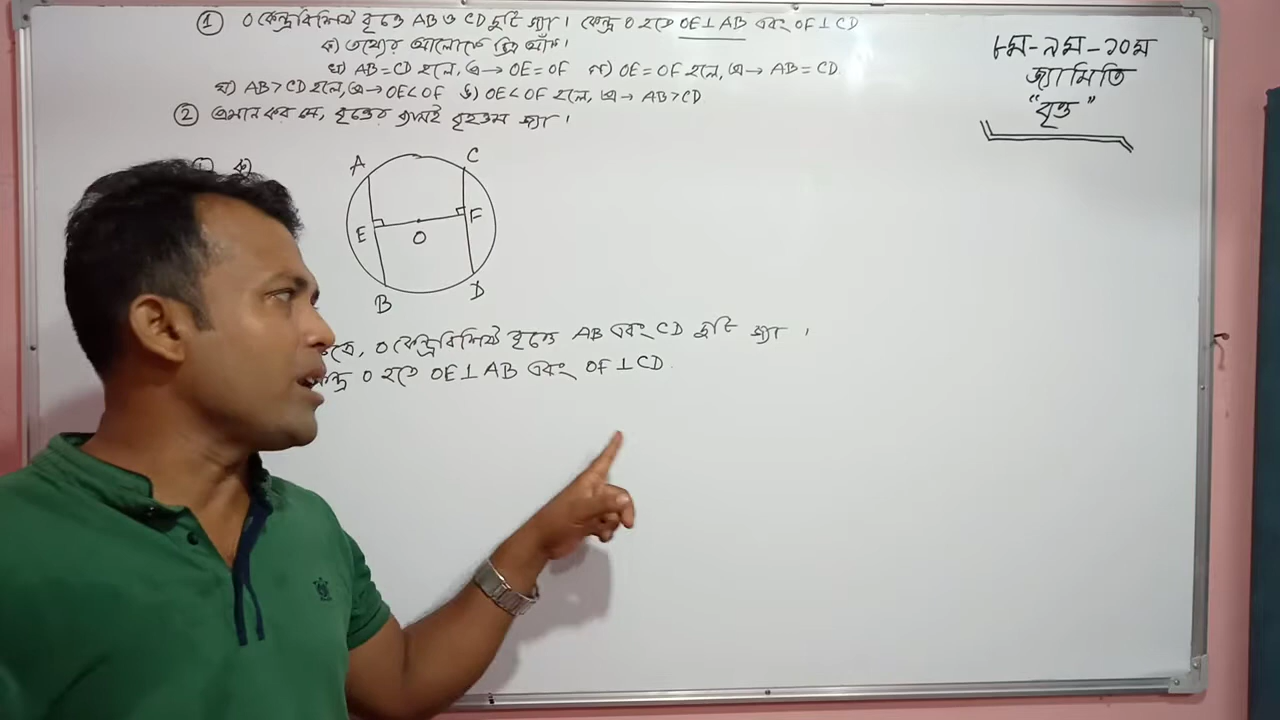 ① O কেন্দ্রবিশিষ্ট বৃত্তে AB ও CD দুটি জ্যা। কেন্দ্র O হতে OE⊥AB এবং OF⊥CD
ক) তথ্যের আলোকে চিত্র আঁক।
খ) AB=CD হলে, প্র→ OE=OF গ) OE=OF হলে, প্র→ AB=CD.
ঘ) AB>CD হলে, প্র→ OE<OF ঙ) OE<OF হলে, প্র→ AB>CD
② প্রমাণ কর যে, বৃত্তের ব্যাসই বৃহত্তম জ্যা।
৮ম-৯ম-১০ম
জ্যামিতি
"বৃত্ত"
① ক)
A
C
E
O
F
B
D
O কেন্দ্রবিশিষ্ট বৃত্তে AB এবং CD দুটি জ্যা।
O হতে OE⊥AB এবং OF⊥CD.